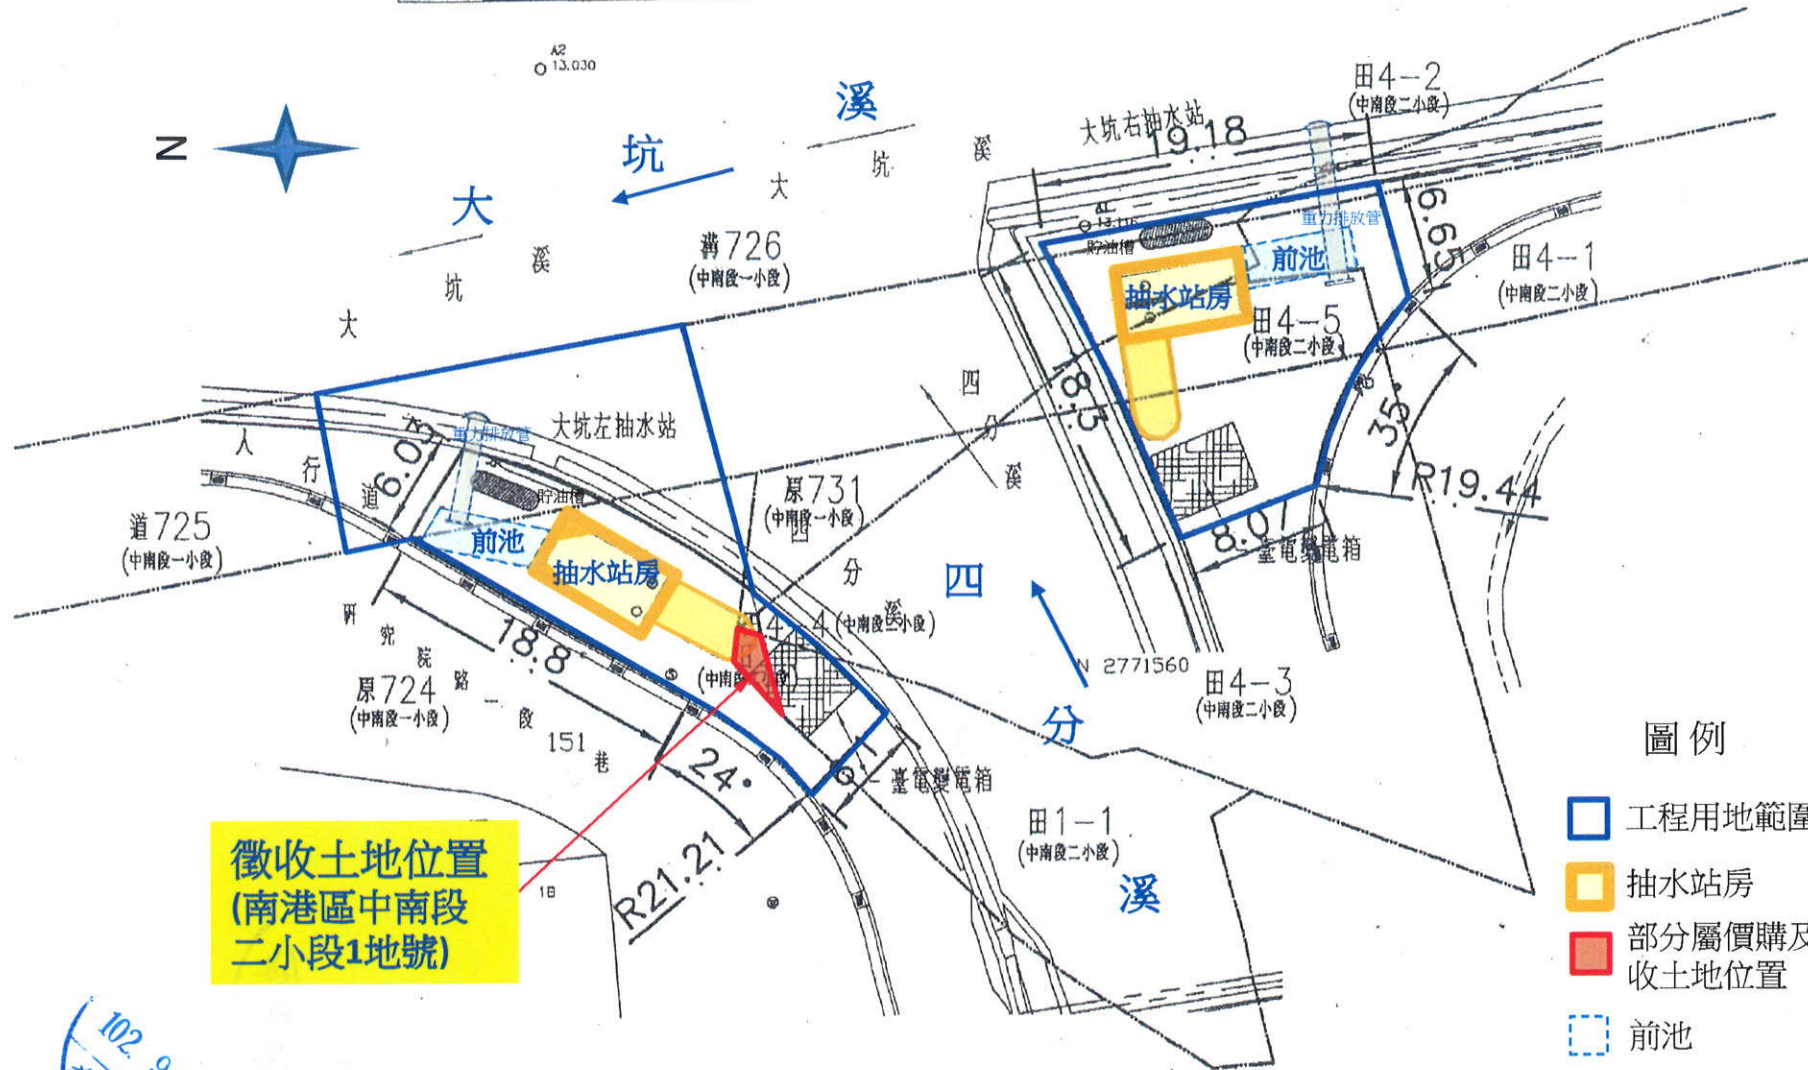 A2
13.030
N
大 坑 溪
大 坑 溪
大 坑 溪
溝726
(中南段一小段)
大坑右抽水站
19.18
田4-2
(中南段二小段)
貯油槽
重力排放管
前池
抽水站房
6.65
田4-1
(中南段二小段)
田4-5
(中南段二小段)
18.3
35°
R19.44
8.07
臺電變電箱
四 分 溪
人 行 道
6.03
重力排放管
大坑左抽水站
貯油槽
前池
抽水站房
道725
(中南段一小段)
原731
(中南段一小段)
四 分 溪
四 分 溪
4-4
(中南段二小段)
N 2771560
田4-3
(中南段二小段)
研 究 院 路 一 段 151 巷
18.8
原724
(中南段一小段)
24°
R21.21
臺電變電箱
田1-1
(中南段二小段)
徵收土地位置
(南港區中南段
二小段1地號)
圖例
工程用地範圍
抽水站房
部分屬價購及
收土地位置
前池
102.